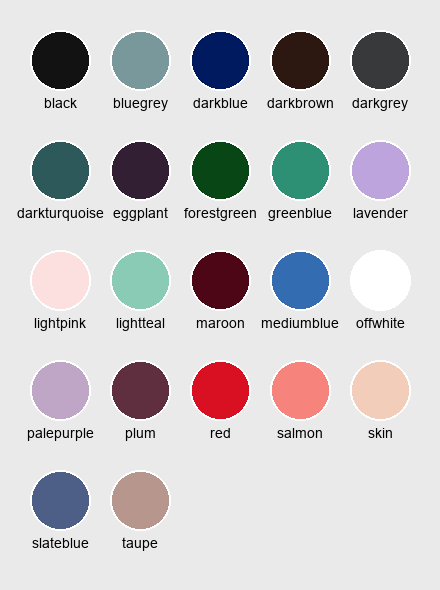 black bluegrey darkblue darkbrown darkgrey
darkturquoise eggplant forestgreen greenblue lavender
lightpink lightteal maroon mediumblue offwhite
palepurple plum red salmon skin
slateblue taupe